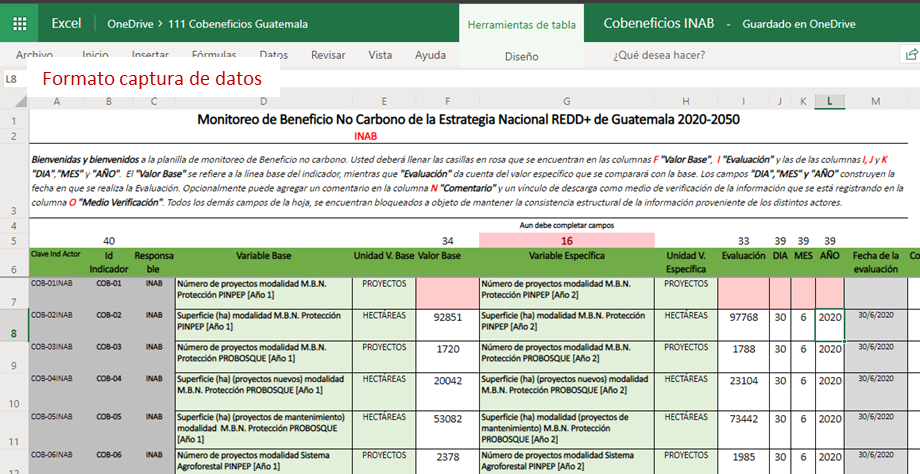 Excel OneDrive › 111 Cobeneficios Guatemala Herramientas de tabla Cobeneficios INAB - Guardado en OneDrive
Archivo Inicio Insertar Fórmulas Datos Revisar Vista Ayuda Diseño ¿Qué desea hacer?
L8 Formato captura de datos
A B C D E F G H I J K L M
1 Monitoreo de Beneficio No Carbono de la Estrategia Nacional REDD+ de Guatemala 2020-2050
2 INAB
Bienvenidas y bienvenidos a la planilla de monitoreo de Beneficio no carbono. Usted deberá llenar las casillas en rosa que se encuentran en las columnas F "Valor Base", I "Evaluación" y las de las columnas I, J y K
"DIA","MES" y "AÑO". El "Valor Base" se refiere a la línea base del indicador, mientras que "Evaluación" da cuenta del valor específico que se comparará con la base. Los campos "DIA","MES" y "AÑO" construyen la
fecha en que se realiza la Evaluación. Opcionalmente puede agregar un comentario en la columna N "Comentario" y un vínculo de descarga como medio de verificación de la información que se está registrando en la
3 columna O "Medio Verificación". Todos los demás campos de la hoja, se encuentran bloqueados a objeto de mantener la consistencia estructural de la información proveniente de los distintos actores.
4 Aun debe completar campos
5 40 34 16 33 39 39 39
Clave Ind Actor Id Responsa Variable Base Unidad V. Base Valor Base Variable Específica Unidad V. Evaluación DIA MES AÑO Fecha de la Co
6 Indicador ble Específica evaluación
COB-01INAB COB-01 INAB Número de proyectos modalidad M.B.N. PROYECTOS Número de proyectos modalidad M.B.N. PROYECTOS
7 Protección PINPEP [Año 1] Protección PINPEP [Año 2]
COB-02INAB COB-02 INAB Superficie (ha) modalidad M.B.N. Protección HECTÁREAS 92851 Superficie (ha) modalidad M.B.N. Protección HECTÁREAS 97768 30 6 2020 30/6/2020
8 PINPEP [Año 1] PINPEP [Año 2]
COB-03INAB COB-03 INAB Número de proyectos modalidad M.B.N. PROYECTOS 1720 Número de proyectos modalidad M.B.N. PROYECTOS 1788 30 6 2020 30/6/2020
9 Protección PROBOSQUE [Año 1] Protección PROBOSQUE [Año 2]
COB-04INAB COB-04 INAB Superficie (ha) (proyectos nuevos) modalidad HECTÁREAS 20042 Superficie (ha) (proyectos nuevos) modalidad HECTÁREAS 23104 30 6 2020 30/6/2020
10 M.B.N. Protección PROBOSQUE [Año 1] M.B.N. Protección PROBOSQUE [Año 2]
COB-05INAB COB-05 INAB Superficie (ha) (proyectos de mantenimiento) HECTÁREAS 53082 Superficie (ha) modalidad (proyectos de HECTÁREAS 73442 30 6 2020 30/6/2020
modalidad M.B.N. Protección PROBOSQUE mantenimiento) M.B.N. Protección
11 [Año 1] PROBOSQUE [Año 2]
COB-06INAB COB-06 INAB Número de proyectos modalidad Sistema PROYECTOS 2378 Número de proyectos modalidad Sistema PROYECTOS 1985 30 6 2020 30/6/2020
12 Agroforestal PINPEP [Año 1] Agroforestal PINPEP [Año 2]